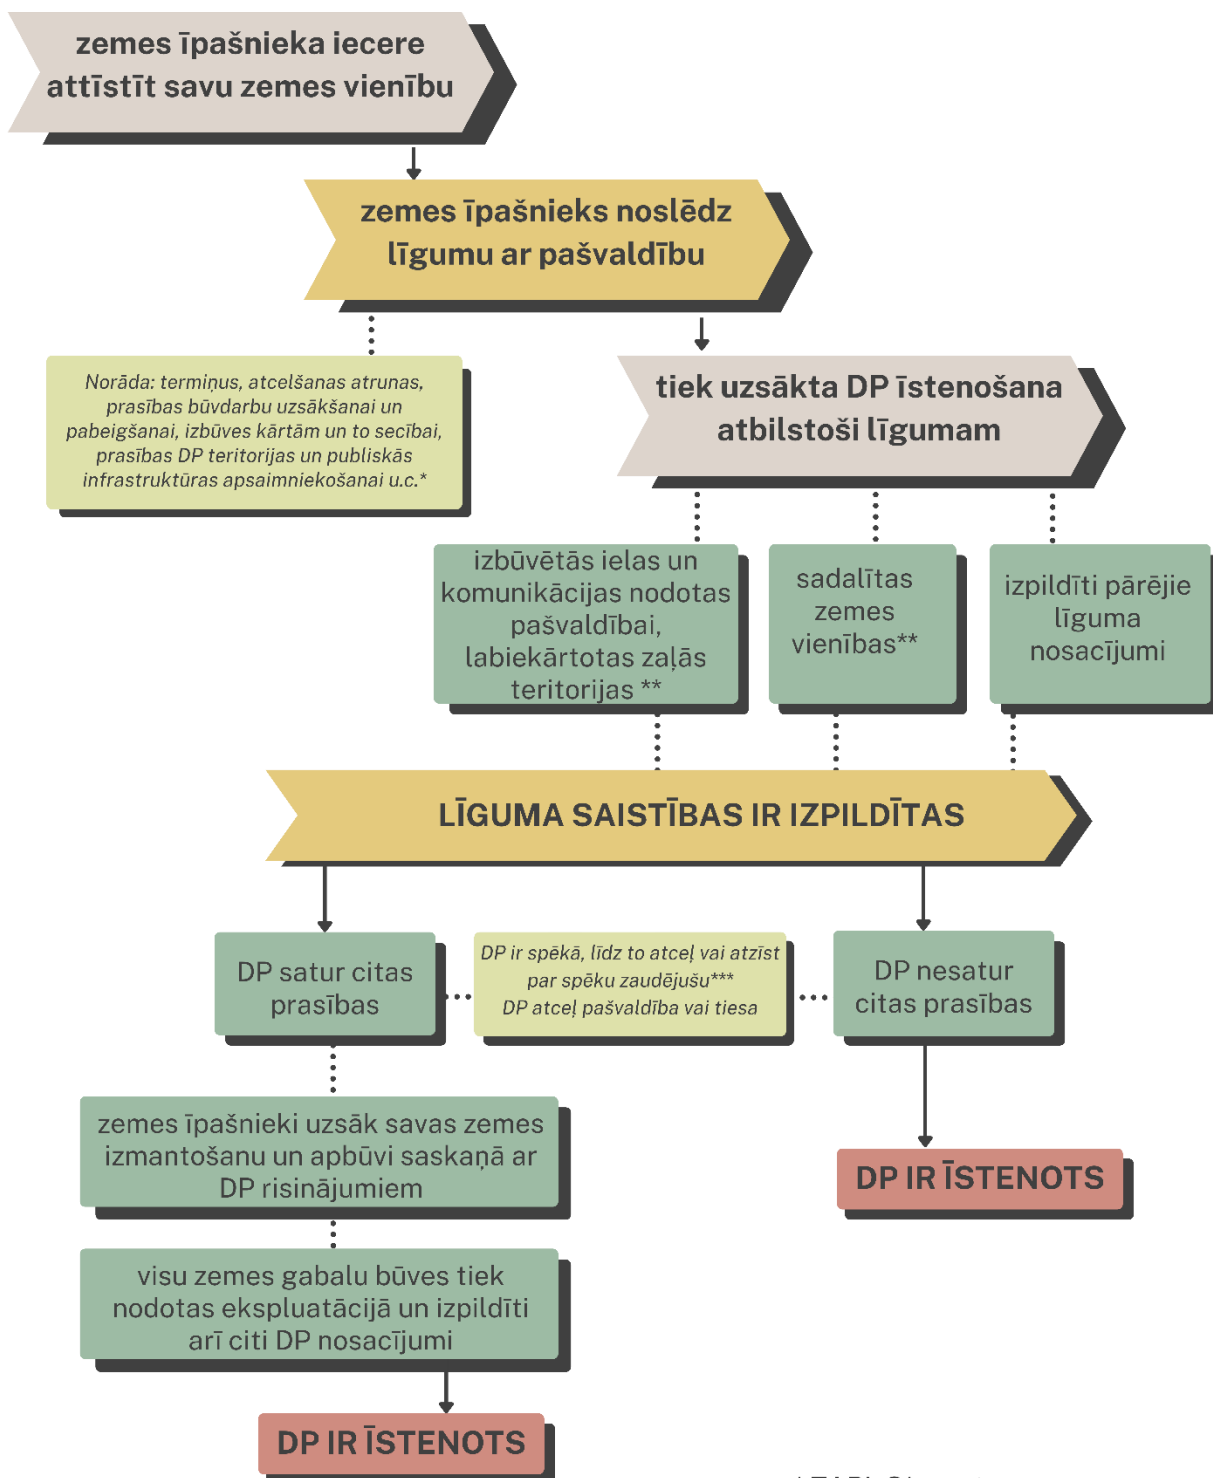 zemes īpašnieka iecere
attīstīt savu zemes vienību
zemes īpašnieks noslēdz
līgumu ar pašvaldību
Norāda: termiņus, atcelšanas atrunas,
prasības būvdarbu uzsākšanai un
pabeigšanai, izbūves kārtām un to secībai,
prasības DP teritorijas un publiskās
infrastruktūras apsaimniekošanai u.c.*
tiek uzsākta DP īstenošana
atbilstoši līgumam
izbūvētās ielas un
komunikācijas nodotas
pašvaldībai,
labiekārtotas zaļās
teritorijas **
sadalītas
zemes
vienības**
izpildīti pārējie
līguma
nosacījumi
LĪGUMA SAISTĪBAS IR IZPILDĪTAS
DP satur citas
prasības
DP ir spēkā, līdz to atceļ vai atzīst
par spēku zaudējušu***
DP atceļ pašvaldība vai tiesa
DP nesatur
citas prasības
zemes īpašnieki uzsāk savas zemes
izmantošanu un apbūvi saskaņā ar
DP risinājumiem
DP IR ĪSTENOTS
visu zemes gabalu būves tiek
nodotas ekspluatācijā un izpildīti
arī citi DP nosacījumi
DP IR ĪSTENOTS